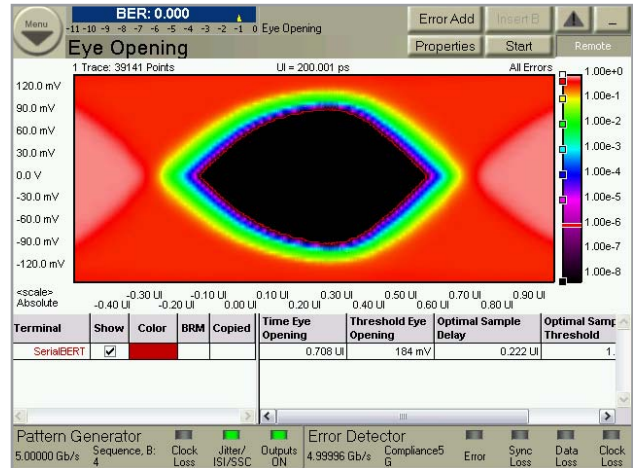 Menu
BER: 0.000
-11 -10 -9 -8 -7 -6 -5 -4 -3 -2 -1 0 Eye Opening
Error Add
Insert B
Eye Opening
Properties
Start
Remote
1 Trace: 39141 Points
UI = 200.001 ps
All Errors
120.0 mV
90.0 mV
60.0 mV
30.0 mV
0.0 V
-30.0 mV
-60.0 mV
-90.0 mV
-120.0 mV
1.00e+0
1.00e-1
1.00e-2
1.00e-3
1.00e-4
1.00e-5
1.00e-6
1.00e-7
1.00e-8
<scale>
Absolute
-0.40 UI -0.30 UI -0.20 UI -0.10 UI 0.00 UI 0.10 UI 0.20 UI 0.30 UI 0.40 UI 0.50 UI 0.60 UI 0.70 UI 0.80 UI 0.90 UI
Terminal Show Color BRM Copied Time Eye Opening Threshold Eye Opening Optimal Sample Delay Optimal Samp Threshold
SerialBERT 0.708 UI 184 mV 0.222 UI 1.
Pattern Generator
5.00000 Gb/s
Sequence, B: 4
Clock Loss
Jitter/ ISI/SSC
Outputs ON
Error Detector
4.99996 Gb/s
Compliance5 G
Error
Sync Loss
Data Loss
Clock Loss